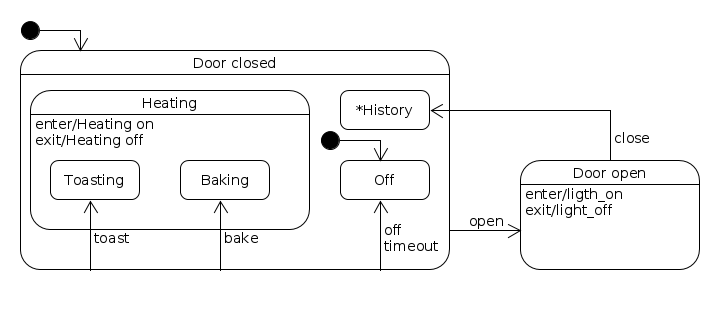 Door closed
Heating
enter/Heating on
exit/Heating off
*History
Toasting
Baking
Off
toast
bake
off
timeout
open
close
Door open
enter/ligth_on
exit/light_off